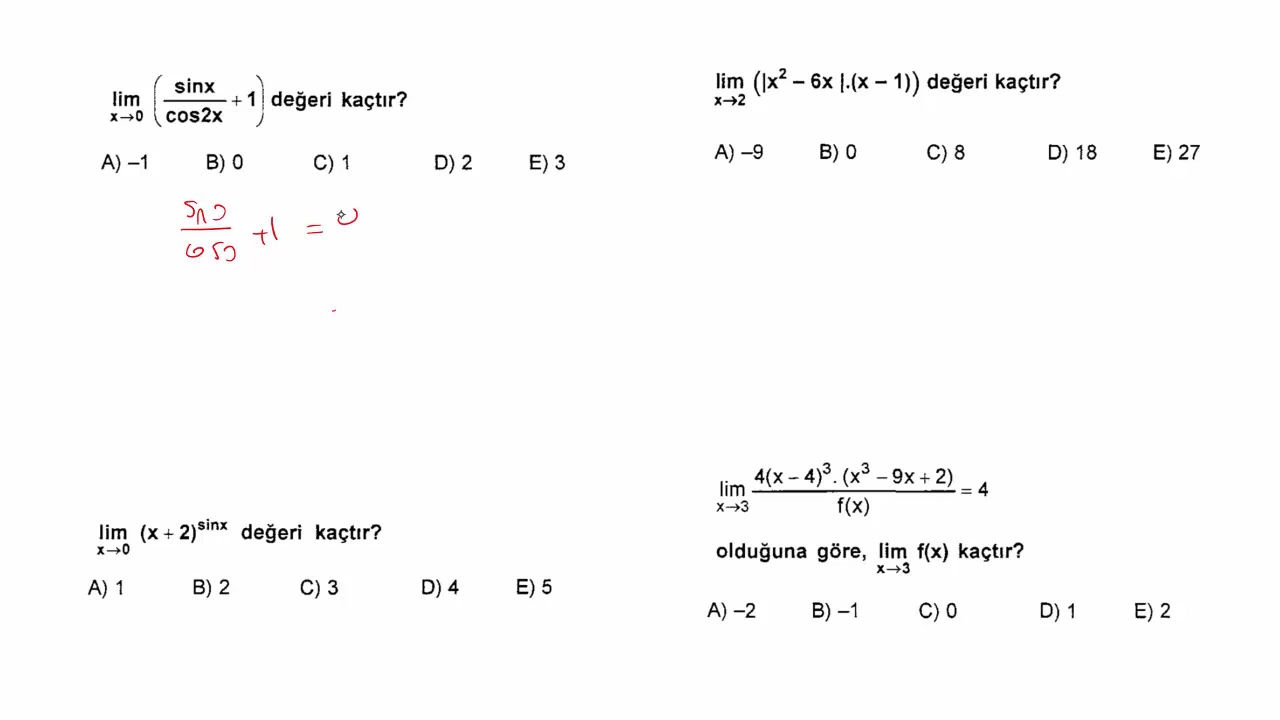 lim x→0 (sinx/cos2x + 1) değeri kaçtır?
A) –1 B) 0 C) 1 D) 2 E) 3
sin0/cos0 +1 = 0
lim x→0 (x + 2)^sinx değeri kaçtır?
A) 1 B) 2 C) 3 D) 4 E) 5
lim x→2 (|x² – 6x|.(x – 1)) değeri kaçtır?
A) –9 B) 0 C) 8 D) 18 E) 27
lim x→3 4(x – 4)³. (x³ – 9x + 2)/f(x) = 4
olduğuna göre, lim x→3 f(x) kaçtır?
A) –2 B) –1 C) 0 D) 1 E) 2